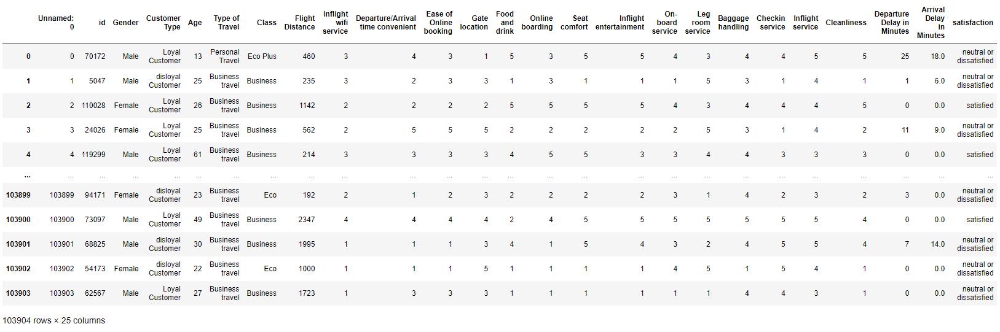 Unnamed: 0 id Gender Customer Type Age Type of Travel Class Flight Distance Inflight wifi service Departure/Arrival time convenient Ease of Online booking Gate location Food and drink Online boarding Seat comfort Inflight entertainment On-board service Leg room service Baggage handling Checkin service Inflight service Cleanliness Departure Delay in Minutes Arrival Delay in Minutes satisfaction
0 0 70172 Male Loyal Customer 13 Personal Travel Eco Plus 460 3 4 3 1 5 3 5 5 4 3 4 4 5 5 25 18.0 neutral or dissatisfied
1 1 5047 Male disloyal Customer 25 Business travel Business 235 3 2 3 3 1 3 1 1 1 5 3 1 4 1 1 6.0 neutral or dissatisfied
2 2 110028 Female Loyal Customer 26 Business travel Business 1142 2 2 2 2 5 5 5 5 4 3 4 4 4 5 0 0.0 satisfied
3 3 24026 Female Loyal Customer 25 Business travel Business 562 2 5 5 5 2 2 2 2 2 5 3 1 4 2 11 9.0 neutral or dissatisfied
4 4 119299 Male Loyal Customer 61 Business travel Business 214 3 3 3 3 4 5 5 3 3 4 4 3 3 3 0 0.0 satisfied
... ... ... ... ... ... ... ... ... ... ... ... ... ... ... ... ... ... ... ... ... ... ... ... ... ...
103899 103899 94171 Female disloyal Customer 23 Business travel Eco 192 2 1 2 3 2 2 2 2 3 1 4 2 3 2 3 0.0 neutral or dissatisfied
103900 103900 73097 Male Loyal Customer 49 Business travel Business 2347 4 4 4 4 2 4 5 5 5 5 5 5 5 4 0 0.0 satisfied
103901 103901 68825 Male disloyal Customer 30 Business travel Business 1995 1 1 1 3 4 1 5 4 3 2 4 5 5 4 7 14.0 neutral or dissatisfied
103902 103902 54173 Female disloyal Customer 22 Business travel Eco 1000 1 1 1 5 1 1 1 1 4 5 1 5 4 1 0 0.0 neutral or dissatisfied
103903 103903 62567 Male Loyal Customer 27 Business travel Business 1723 1 3 3 3 1 1 1 1 1 1 4 4 3 1 0 0.0 neutral or dissatisfied
103904 rows × 25 columns